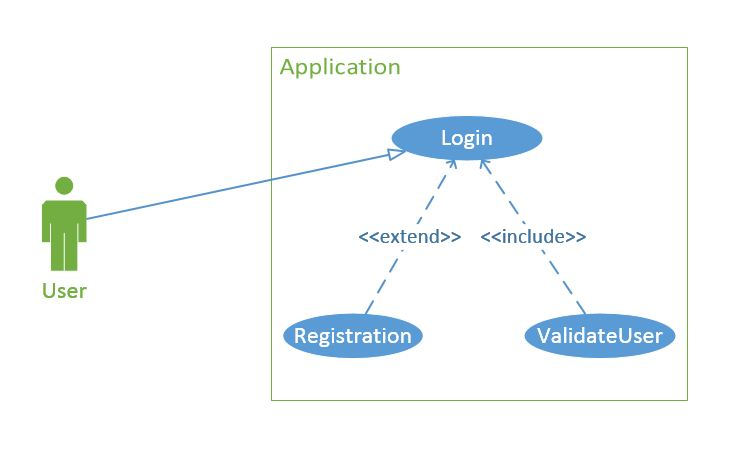 Application
Login
<<extend>> <<include>>
User
Registration
ValidateUser